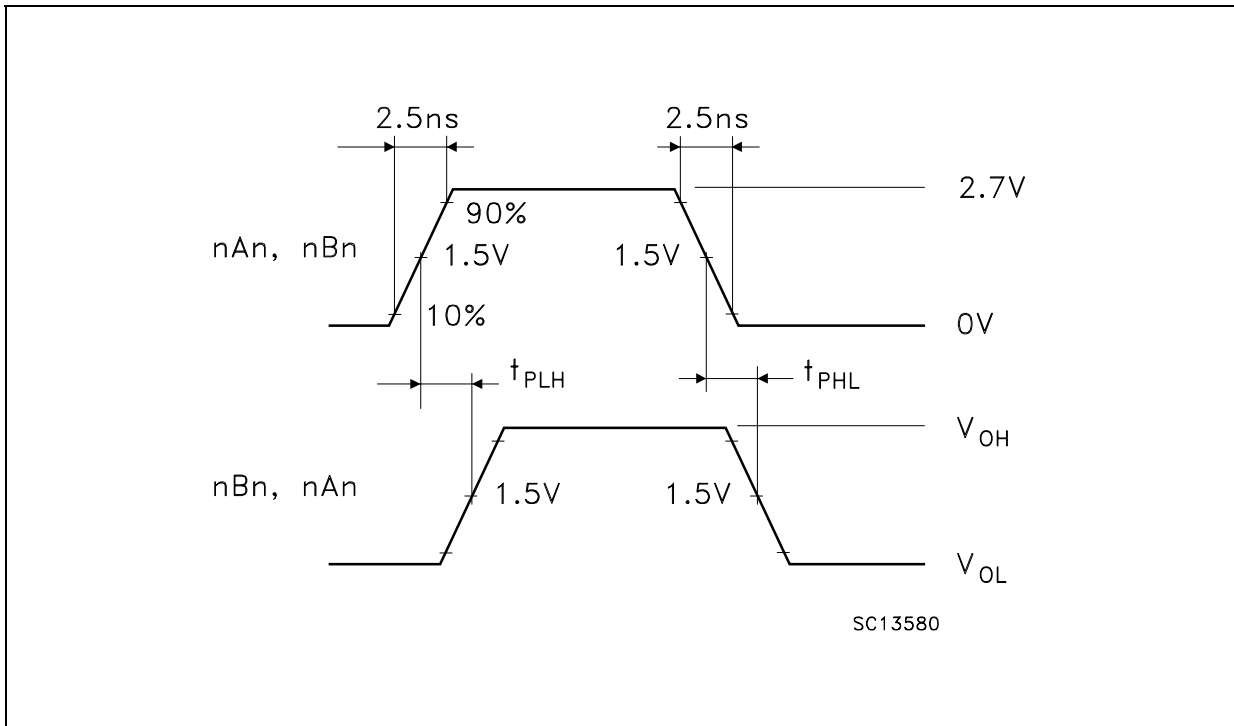 2.5ns 2.5ns
2.7V
90%
nAn, nBn 1.5V 1.5V
10%
0V
tPLH tPHL
VOH
nBn, nAn 1.5V 1.5V
VOL
SC13580